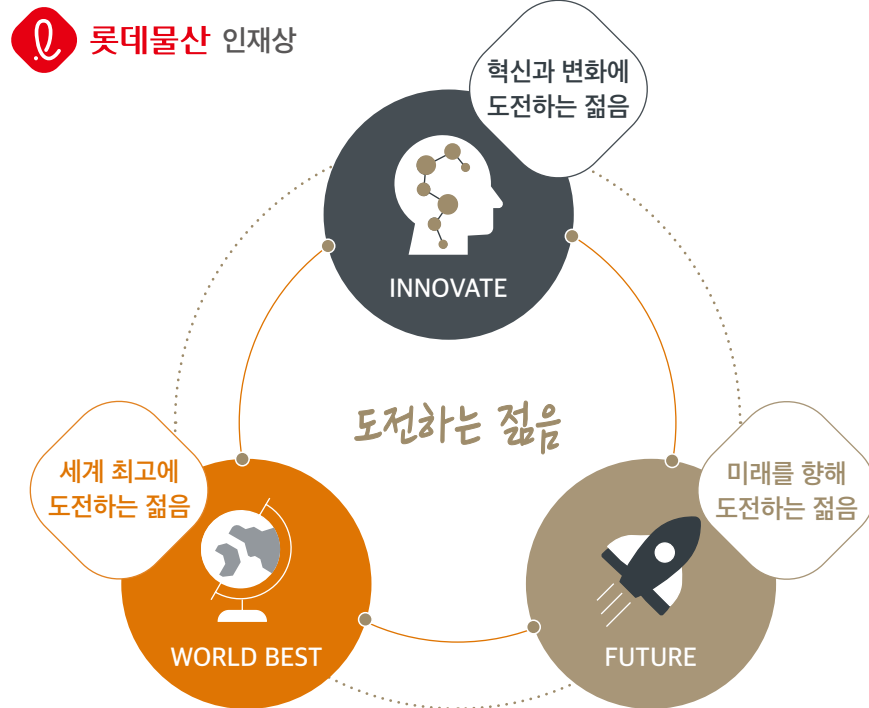 롯데물산 인재상
혁신과 변화에
도전하는 젊음
INNOVATE
도전하는 젊음
세계 최고에
도전하는 젊음
WORLD BEST
미래를 향해
도전하는 젊음
FUTURE